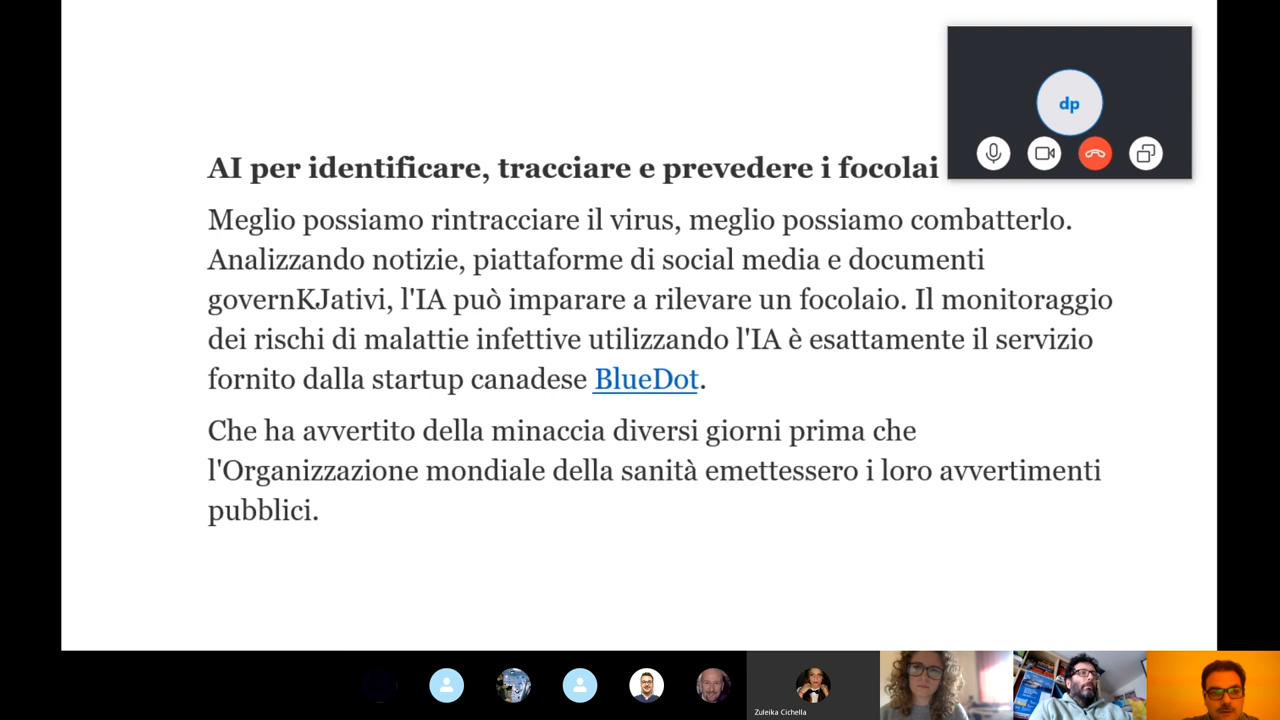 dp
AI per identificare, tracciare e prevedere i focolai
Meglio possiamo rintracciare il virus, meglio possiamo combatterlo.
Analizzando notizie, piattaforme di social media e documenti
governKJativi, l'IA può imparare a rilevare un focolaio. Il monitoraggio
dei rischi di malattie infettive utilizzando l'IA è esattamente il servizio
fornito dalla startup canadese BlueDot.
Che ha avvertito della minaccia diversi giorni prima che
l'Organizzazione mondiale della sanità emettessero i loro avvertimenti
pubblici.
Zuleika Cichella